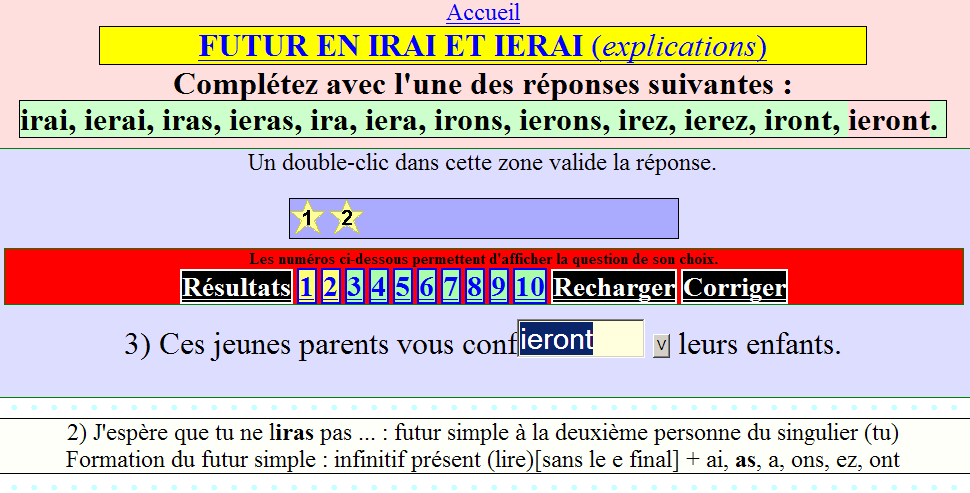 Accueil
FUTUR EN IRAI ET IERAI (explications)
Complétez avec l'une des réponses suivantes :
irai, ierai, iras, ieras, ira, iera, irons, ierons, irez, ierez, iront, ieront.
Un double-clic dans cette zone valide la réponse.
1 2
Les numéros ci-dessous permettent d'afficher la question de son choix.
Résultats 1 2 3 4 5 6 7 8 9 10 Recharger Corriger
3) Ces jeunes parents vous confieront V leurs enfants.
2) J'espère que tu ne liras pas ... : futur simple à la deuxième personne du singulier (tu)
Formation du futur simple : infinitif présent (lire)[sans le e final] + ai, as, a, ons, ez, ont